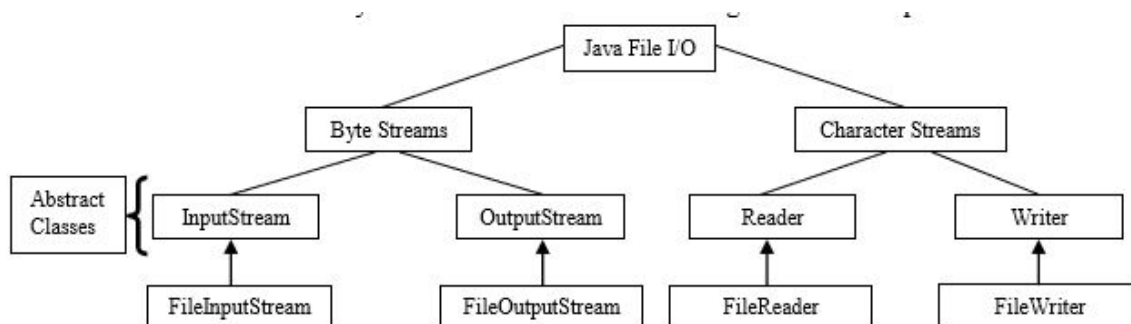 Java File I/O
Byte Streams
Character Streams
Abstract
Classes
InputStream
OutputStream
Reader
Writer
FileInputStream
FileOutputStream
FileReader
FileWriter